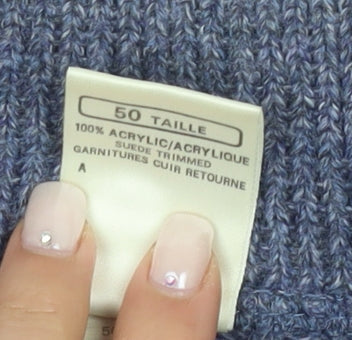 50 TAILLE
100% ACRYLIC/ACRYLIQUE
SUEDE TRIMMED
GARNITURES CUIR RETOURNE
A